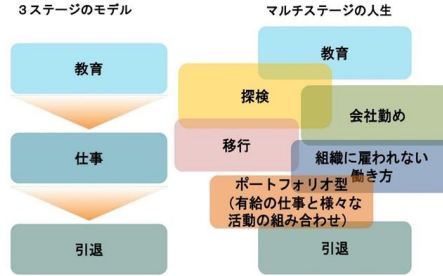 ３ステージのモデル
教育
仕事
引退
マルチステージの人生
教育
探検
会社勤め
移行
組織に雇われない
働き方
ポートフォリオ型
(有給の仕事と様々な
活動の組み合わせ)
引退